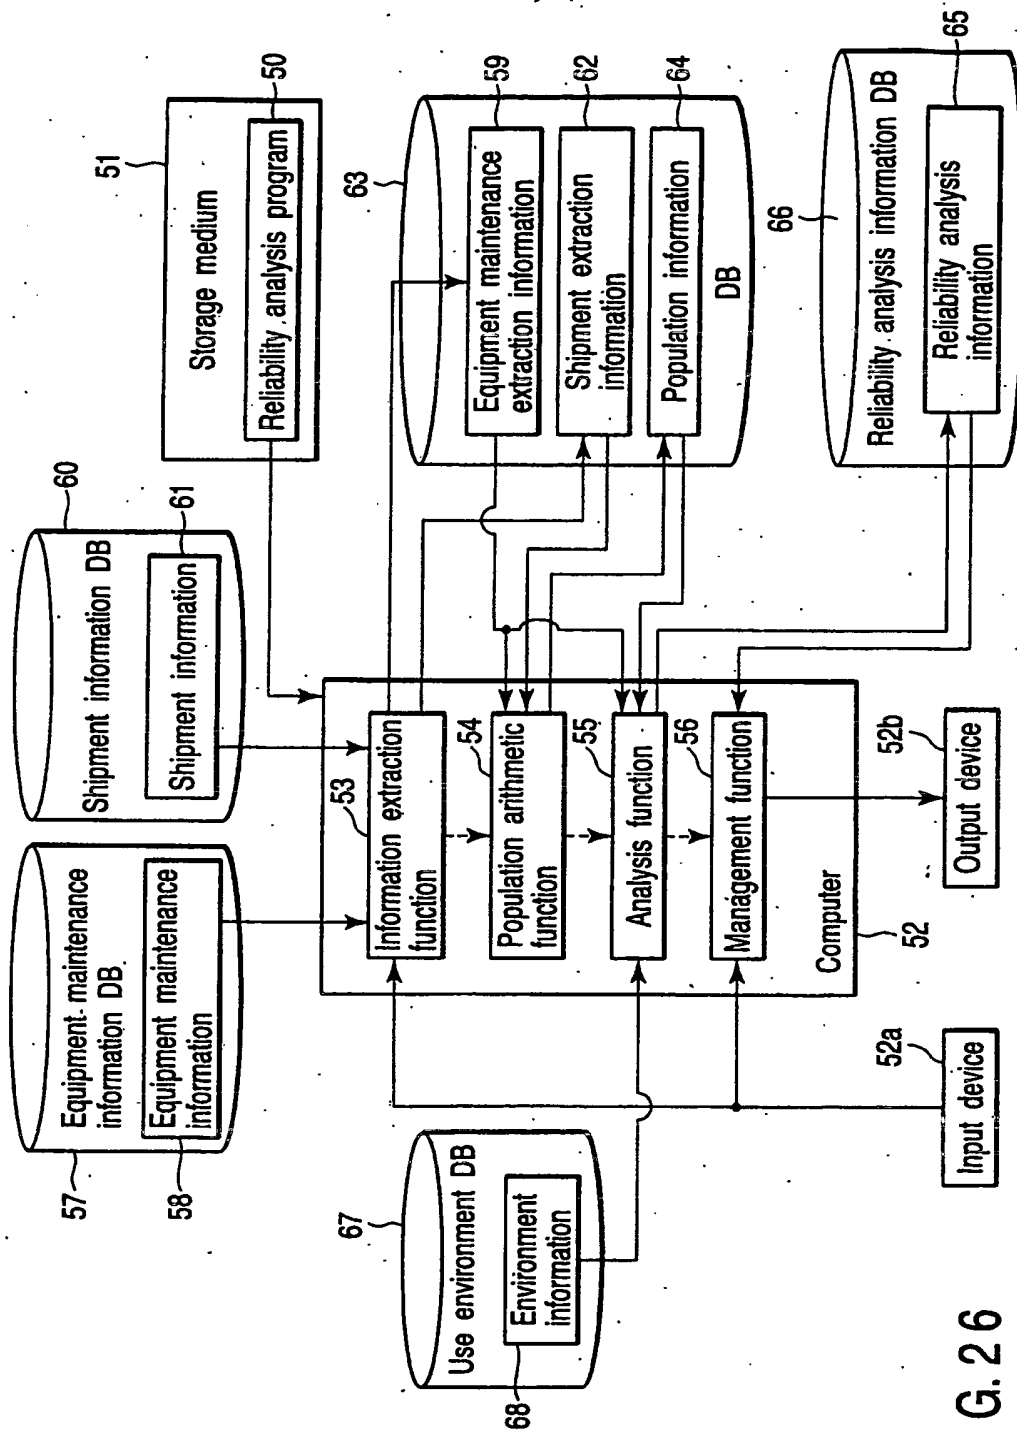 57
Equipment maintenance
information DB
58
Equipment maintenance
information
60
Shipment information DB
61
Shipment information
51
Storage medium
50
Reliability analysis program
67
Use environment DB
68
Environment
information
53
Information extraction
function
54
Population arithmetic
function
55
Analysis function
56
Management function
Computer
52
63
59
Equipment maintenance
extraction information
62
Shipment extraction
information
64
Population information
DB
66
Reliability analysis information DB
65
Reliability analysis
information
52a
Input device
52b
Output device
G. 26